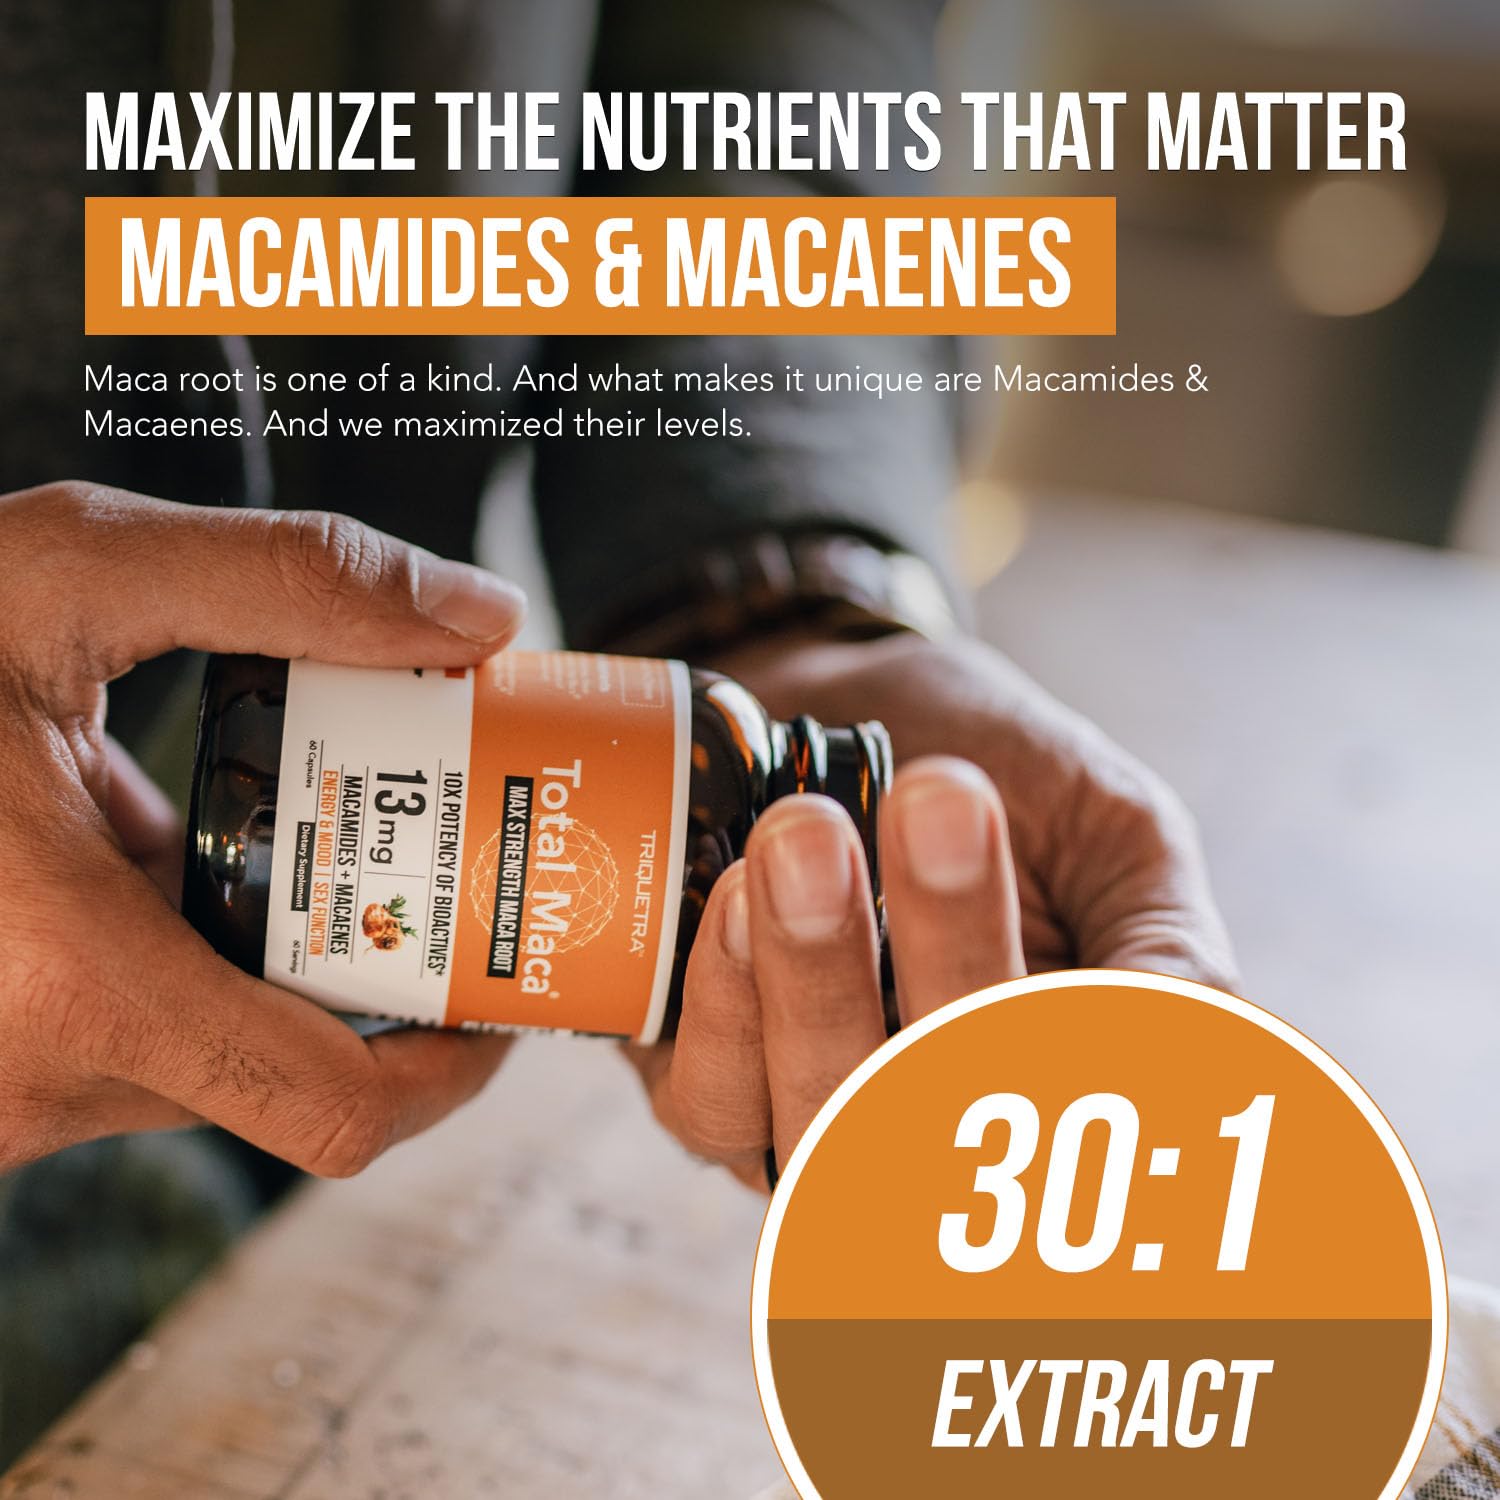 MAXIMIZE THE NUTRIENTS THAT MATTER
MACAMIDES & MACAENES
Maca root is one of a kind. And what makes it unique are Macamides &
Macaenes. And we maximized their levels.
TRIQUETRA
Total Maca®
MAX STRENGTH MACA ROOT
10X POTENCY OF BIOACTIVES*
13 mg
MACAMIDES + MACAENES
ENERGY & MOOD | SEX FUNCTION
60 Capsules
Dietary Supplement
30:1
EXTRACT